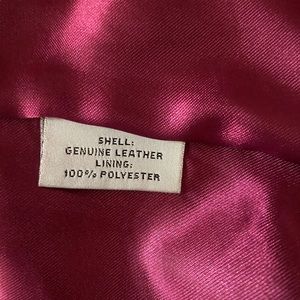 SHELL:
GENUINE LEATHER
LINING:
100% POLYESTER